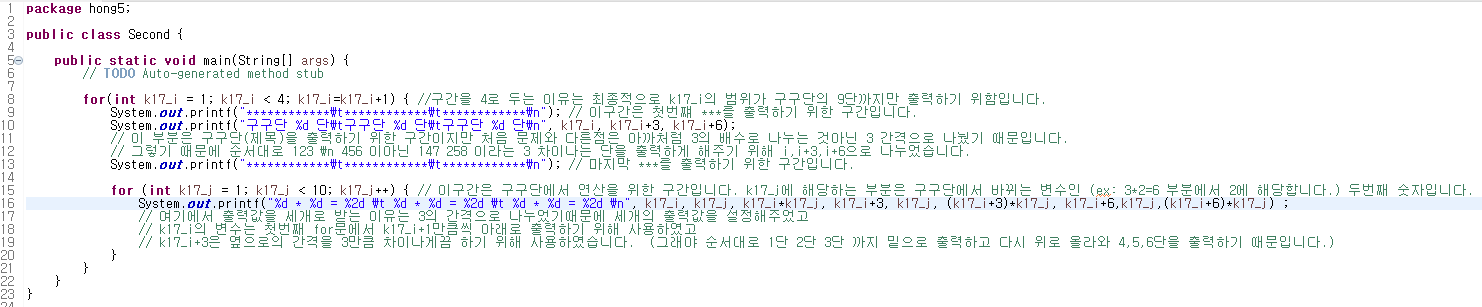 1 package hong5;
2
3 public class Second {
4
5 public static void main(String[] args) {
6 // TODO Auto-generated method stub
7
8 for(int k17_i = 1; k17_i < 4; k17_i=k17_i+1) { //구간을 4로 두는 이유는 최종적으로 k17_i의 범위가 구구단의 9단까지만 출력하기 위함입니다.
9 System.out.printf("************₩t************₩t************₩n"); // 이구간은 첫번째 ***를 출력하기 위한 구간입니다.
10 System.out.printf("구구단 %d 단₩t구구단 %d 단₩t구구단 %d 단₩n", k17_i, k17_i+3, k17_i+6);
11 // 이 부분은 구구단(제목)을 출력하기 위한 구간이지만 처음 문제와 다른점은 아까처럼 3의 배수로 나누는 것아닌 3 간격으로 나눴기 때문입니다.
12 // 그렇기 때문에 순서대로 123 ₩n 456 이아닌 147 258 이라는 3 차이나는 단을 출력하게 해주기 위해 i,i+3,i+6으로 나누었습니다.
13 System.out.printf("************₩t************₩t************₩n"); // 마지막 ***를 출력하기 위한 구간입니다.
14
15 for (int k17_j = 1; k17_j < 10; k17_j++) { // 이구간은 구구단에서 연산을 위한 구간입니다. k17_j에 해당하는 부분은 구구단에서 바뀌는 변수인 (ex: 3*2=6 부분에서 2에 해당합니다.) 두번째 숫자입니다.
16 System.out.printf("%d * %d = %2d ₩t %d * %d = %2d ₩t %d * %d = %2d ₩n", k17_i, k17_j, k17_i*k17_j, k17_i+3, k17_j, (k17_i+3)*k17_j, k17_i+6,k17_j,(k17_i+6)*k17_j) ;
17 // 여기에서 출력값을 세개로 받는 이유는 3의 간격으로 나누었기때문에 세개의 출력값을 설정해주었고
18 // k17_i의 변수는 첫번째 for문에서 k17_i+1만큼씩 아래로 출력하기 위해 사용하였고
19 // k17_i+3은 옆으로의 간격을 3만큼 차이나게끔 하기 위해 사용하였습니다. (그래야 순서대로 1단 2단 3단 까지 밑으로 출력하고 다시 위로 올라와 4,5,6단을 출력하기 때문입니다.)
20 }
21 }
22 }
23 }
24